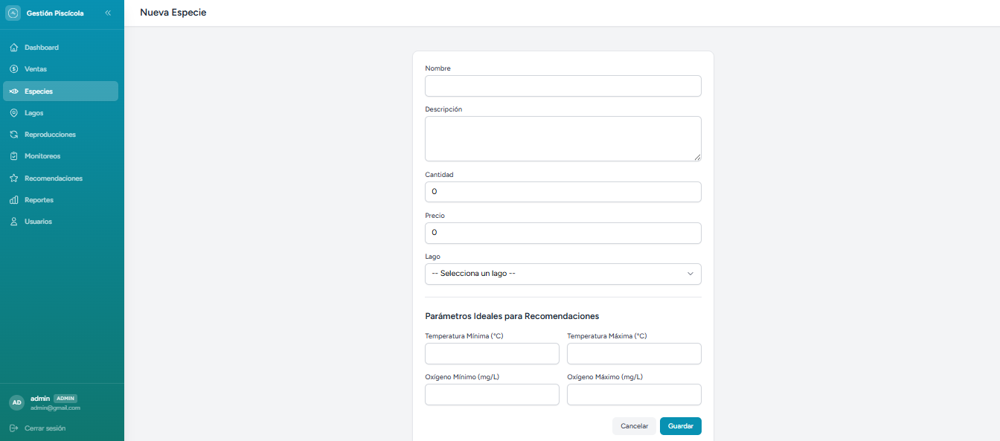 Gestión Piscícola
Nueva Especie
Dashboard
Ventas
Especies
Lagos
Reproducciones
Monitoreos
Recomendaciones
Reportes
Usuarios
AD
admin ADMIN
admin@gmail.com
Cerrar sesión
Nombre
Descripción
Cantidad
0
Precio
0
Lago
-- Selecciona un lago --
Parámetros Ideales para Recomendaciones
Temperatura Mínima (°C) Temperatura Máxima (°C)
Oxígeno Mínimo (mg/L) Oxígeno Máximo (mg/L)
Cancelar Guardar